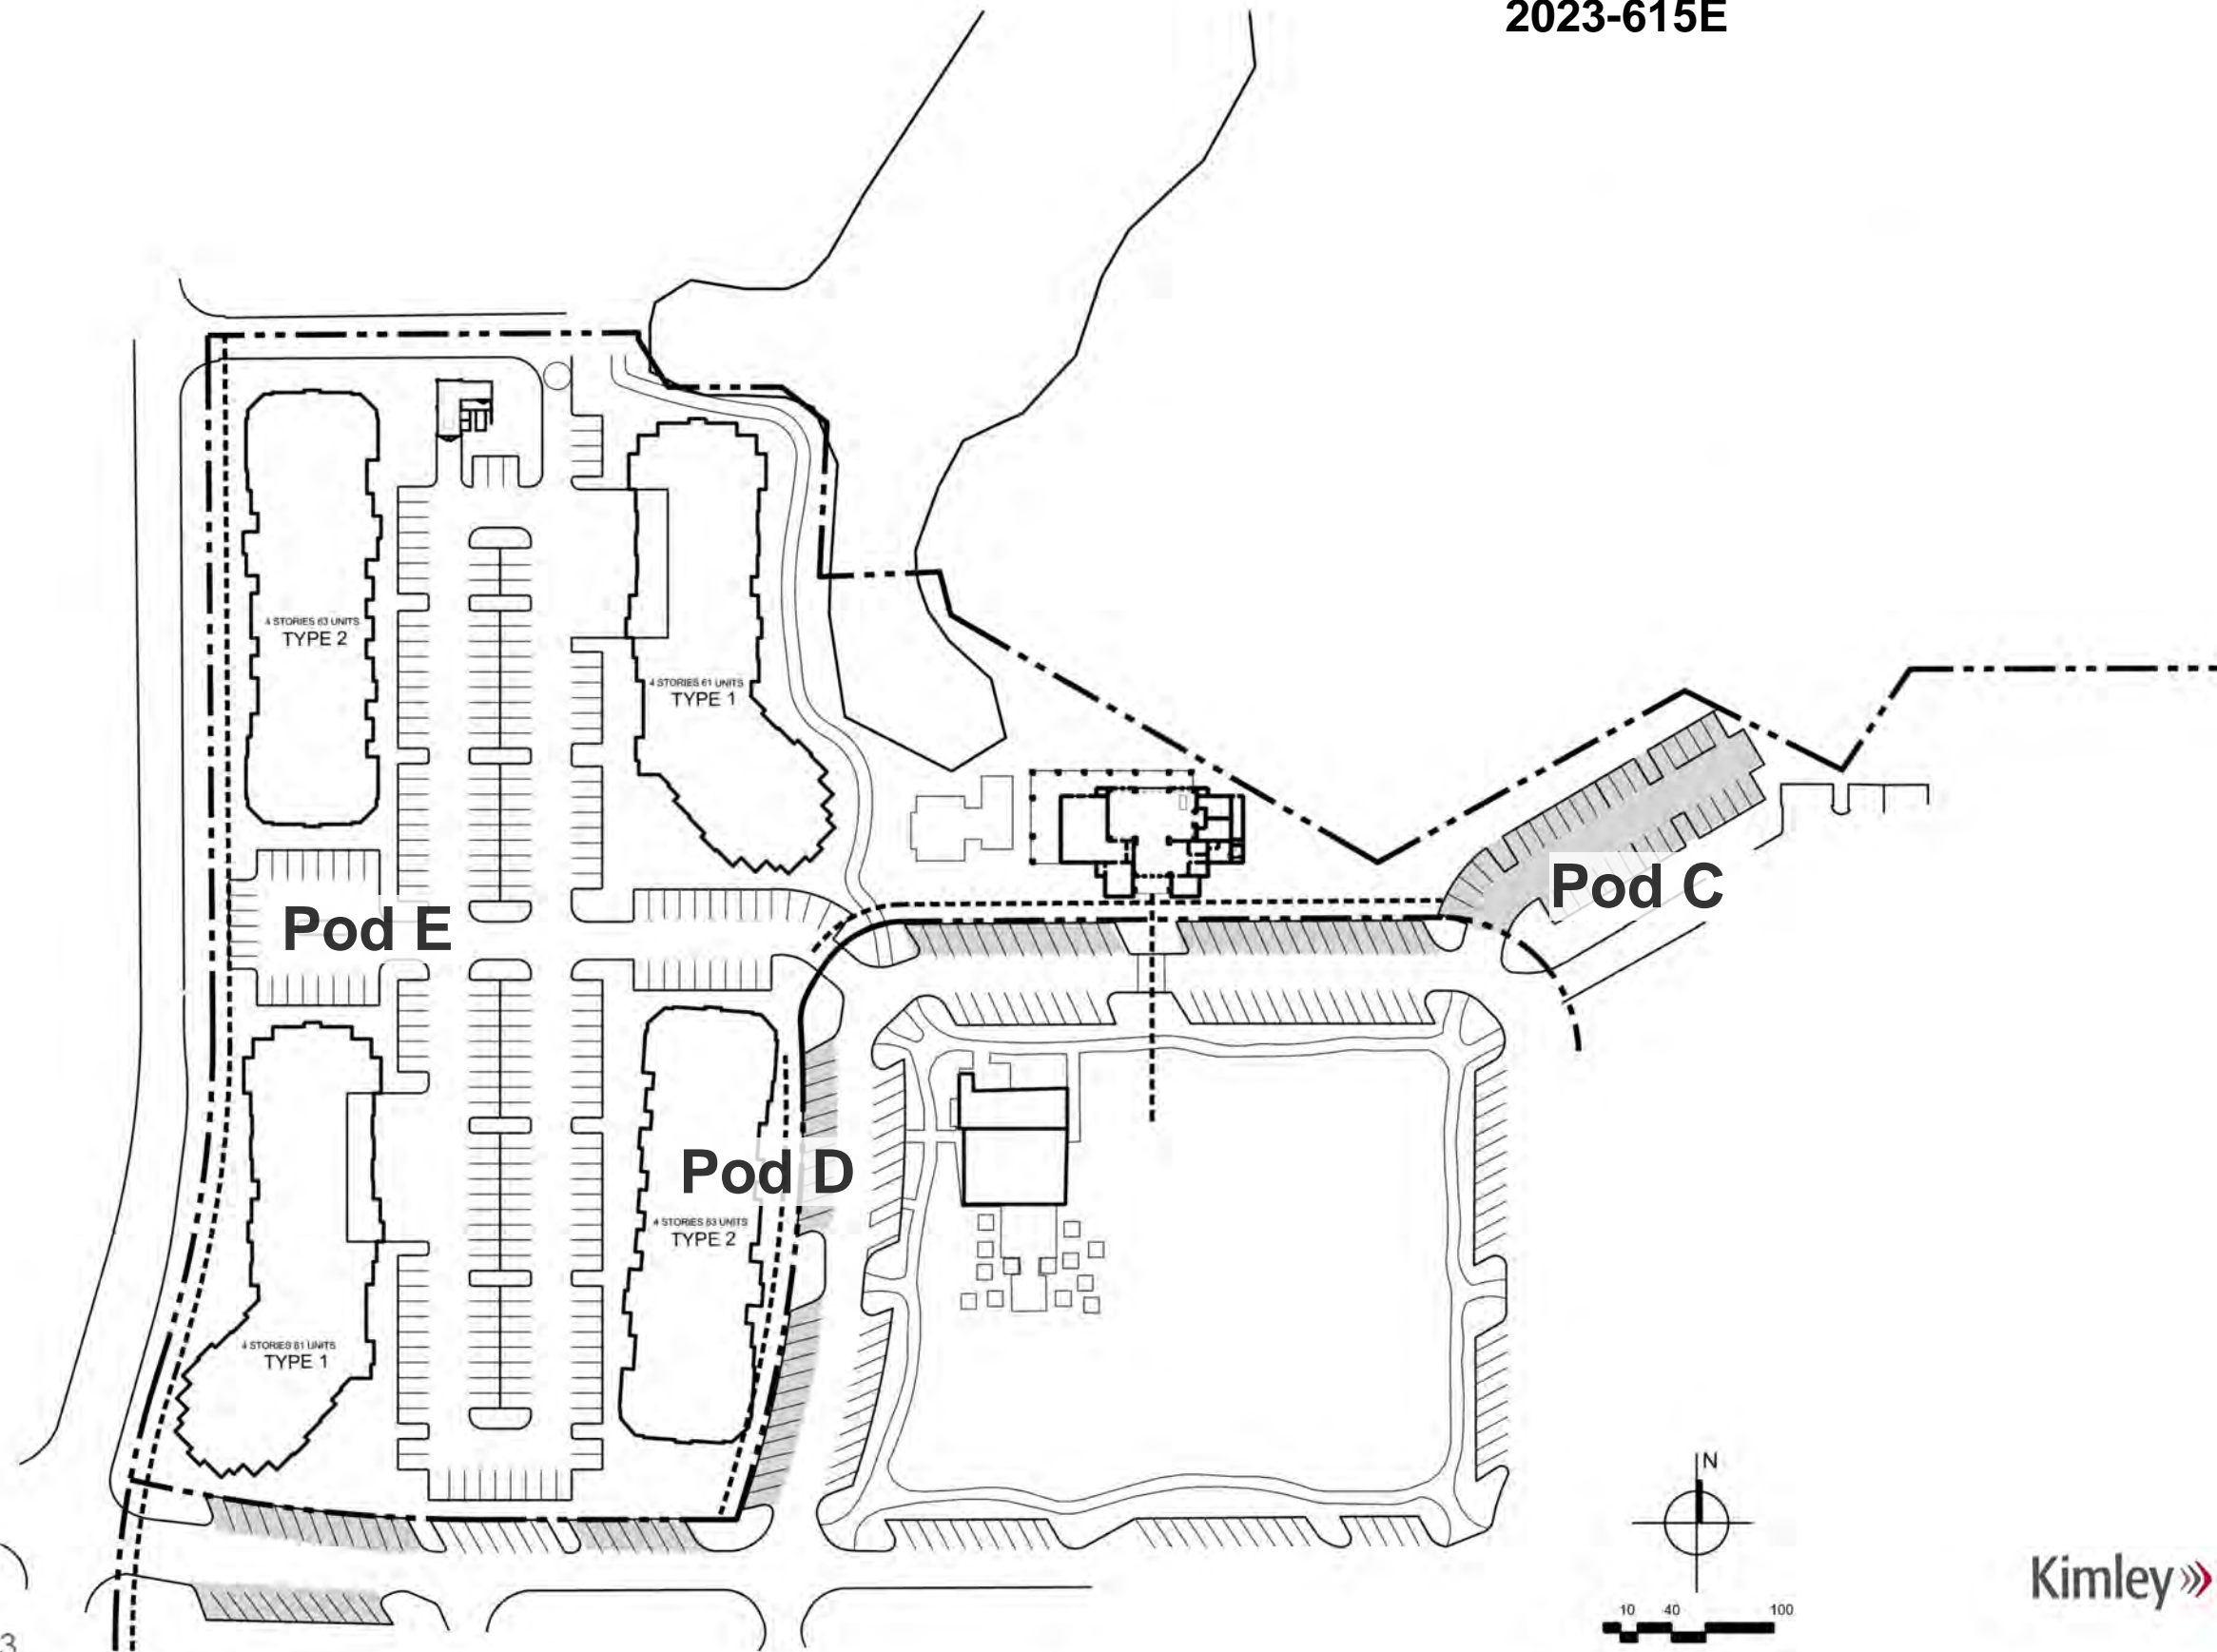 2023-615E
4 STORIES 63 UNITS
TYPE 2
4 STORIES 61 UNITS
TYPE 1
Pod E
Pod C
Pod D
4 STORIES 63 UNITS
TYPE 2
4 STORIES 61 UNITS
TYPE 1
N
10 40 100
Kimley»
3